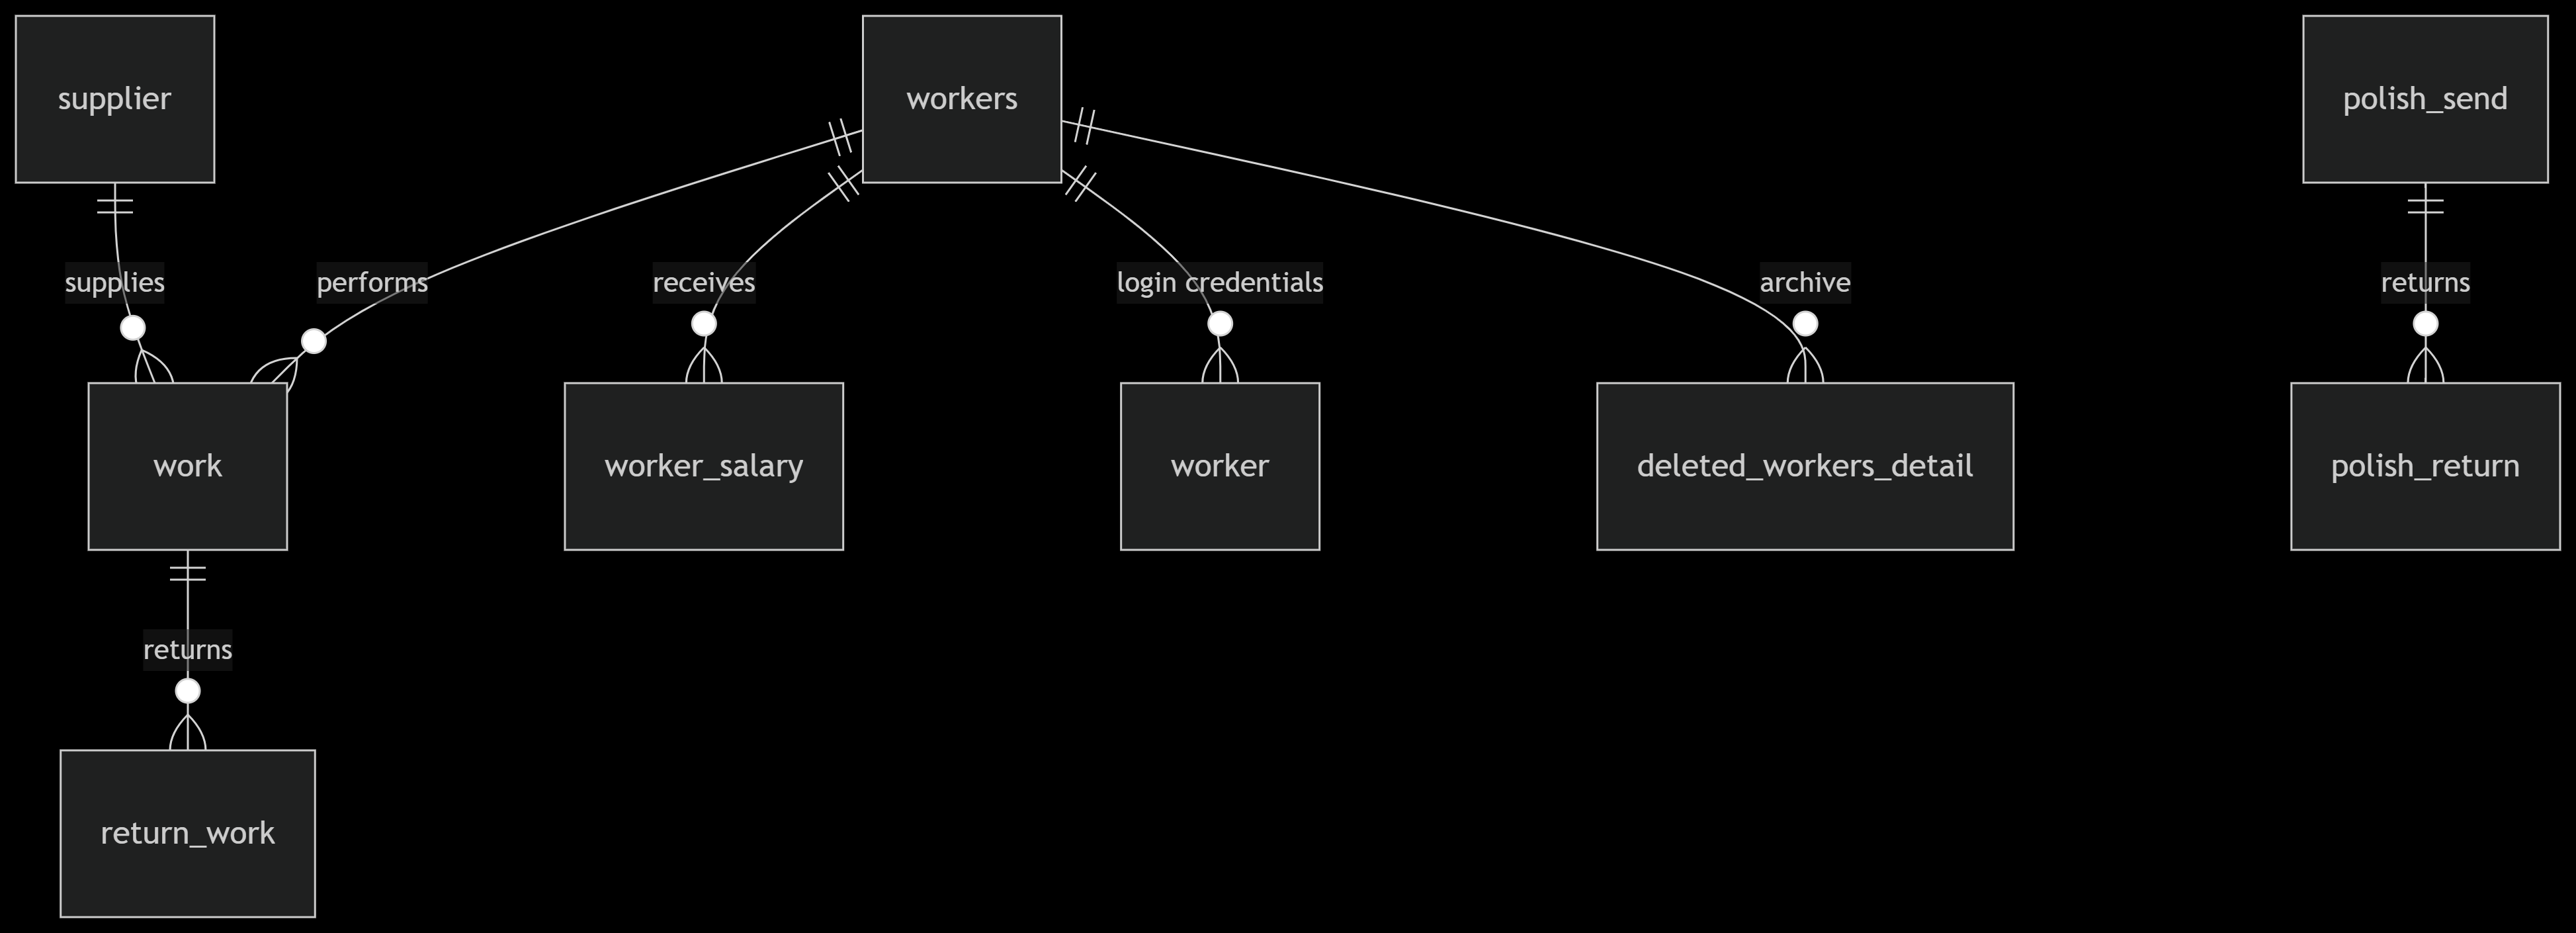 supplier
workers
polish_send
supplies
performs
receives
login credentials
archive
returns
work
worker_salary
worker
deleted_workers_detail
polish_return
returns
return_work